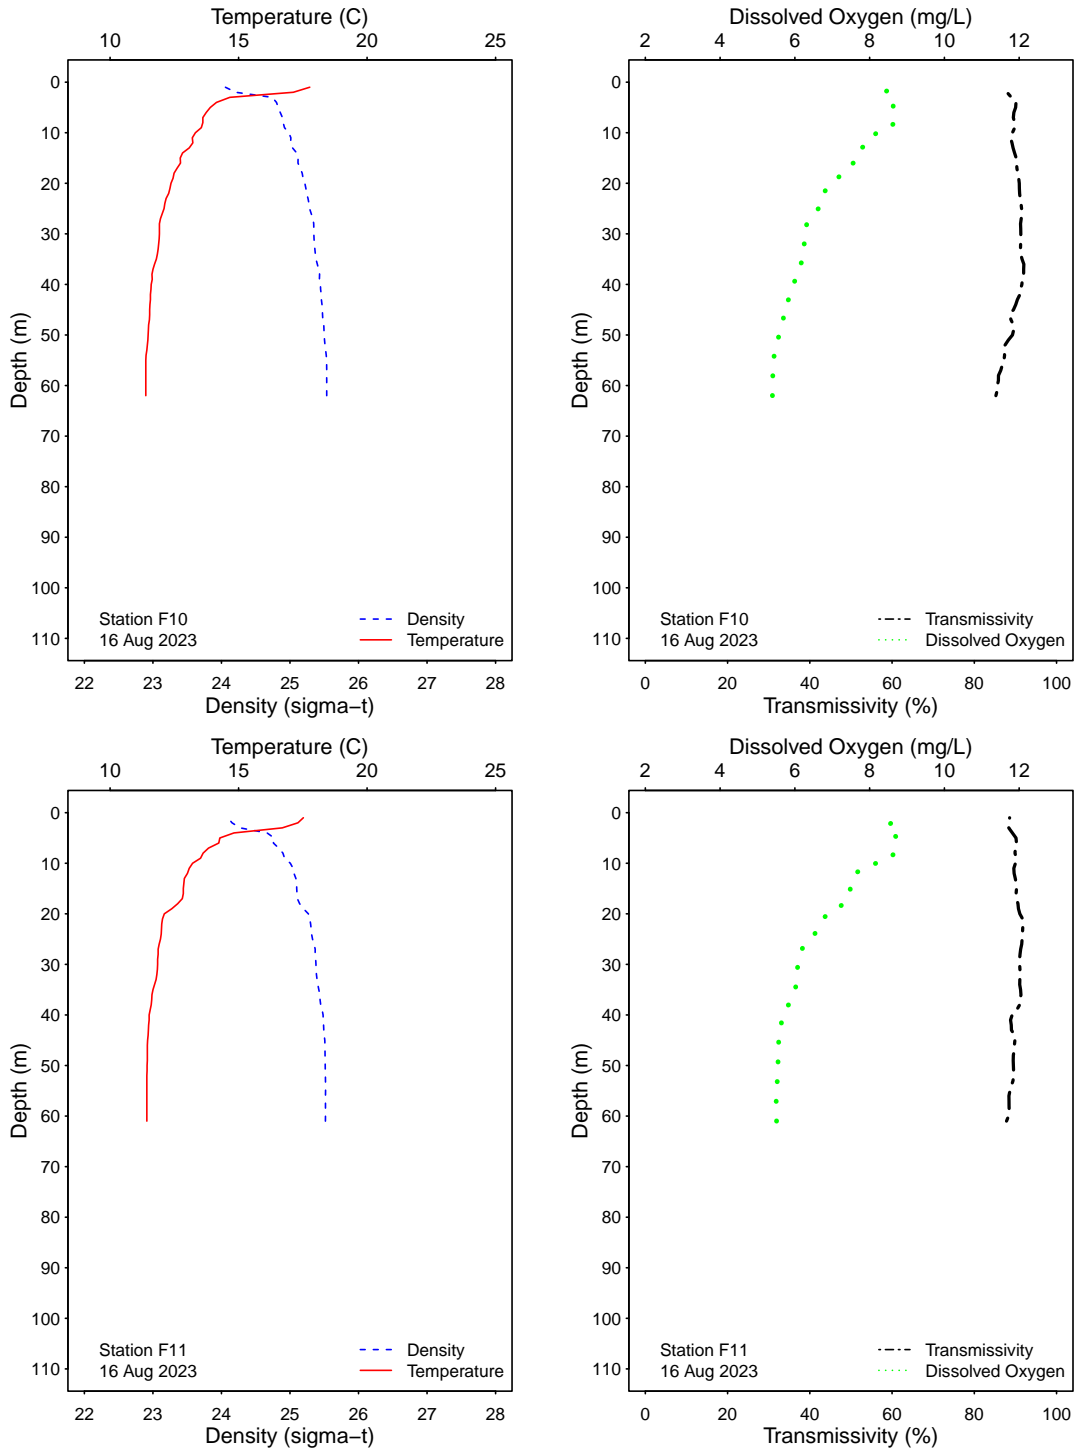 Temperature (C)
10 15 20 25
0
10
20
30
40
50
60
70
80
90
100
110
Depth (m)
Station F10
16 Aug 2023
Density
Temperature
22 23 24 25 26 27 28
Density (sigma−t)
Dissolved Oxygen (mg/L)
2 4 6 8 10 12
0
10
20
30
40
50
60
70
80
90
100
110
Depth (m)
Station F10
16 Aug 2023
Transmissivity
Dissolved Oxygen
0 20 40 60 80 100
Transmissivity (%)
Temperature (C)
10 15 20 25
0
10
20
30
40
50
60
70
80
90
100
110
Depth (m)
Station F11
16 Aug 2023
Density
Temperature
22 23 24 25 26 27 28
Density (sigma−t)
Dissolved Oxygen (mg/L)
2 4 6 8 10 12
0
10
20
30
40
50
60
70
80
90
100
110
Depth (m)
Station F11
16 Aug 2023
Transmissivity
Dissolved Oxygen
0 20 40 60 80 100
Transmissivity (%)